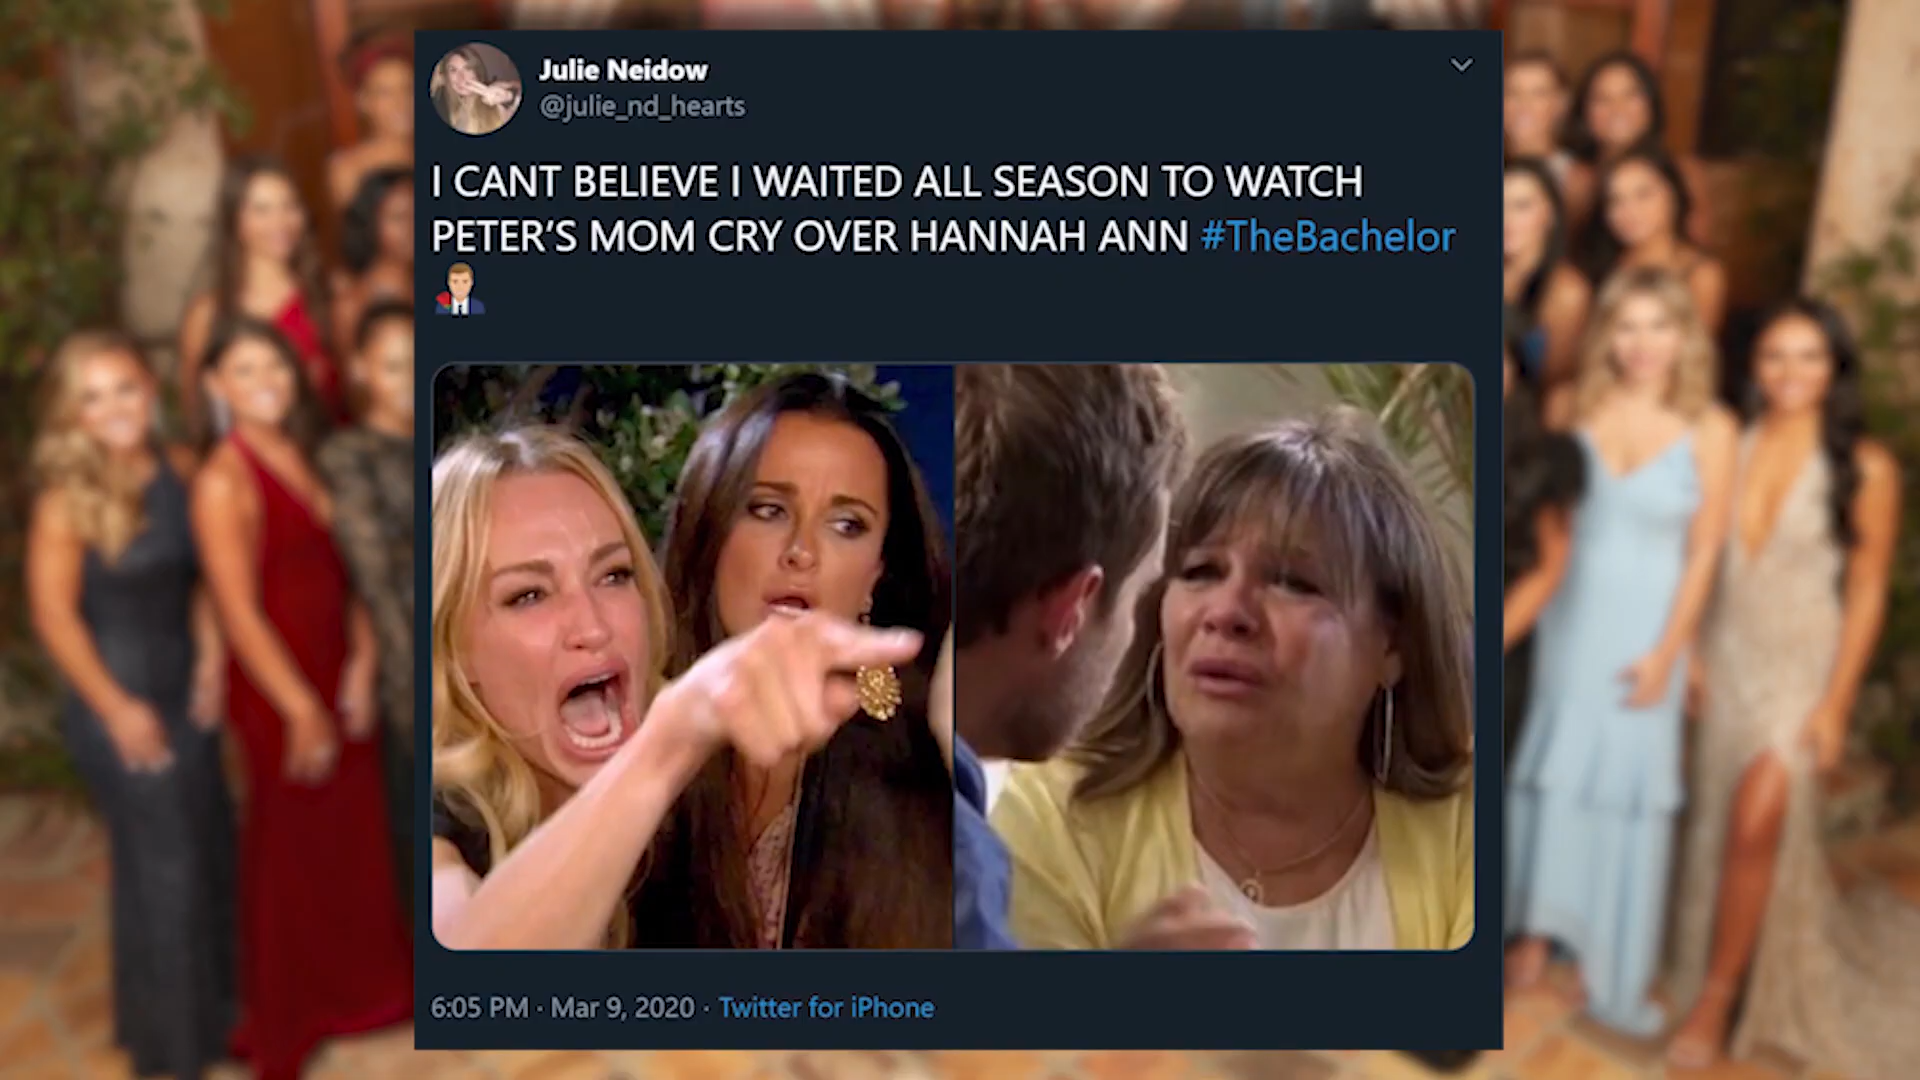 Julie Neidow
@julie_nd_hearts
I CANT BELIEVE I WAITED ALL SEASON TO WATCH
PETER’S MOM CRY OVER HANNAH ANN #TheBachelor
6:05 PM · Mar 9, 2020 · Twitter for iPhone